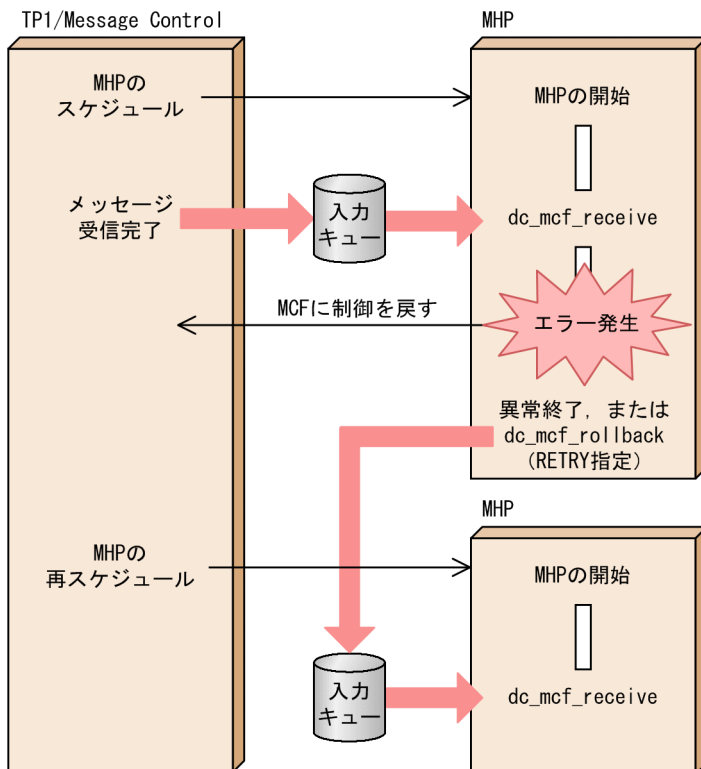 TP1/Message Control
MHP
MHPの
スケジュール
MHPの開始
メッセージ
受信完了
入力
キュー
dc_mcf_receive
MCFに制御を戻す
エラー発生
異常終了，または
dc_mcf_rollback
(RETRY指定)
MHP
MHPの
再スケジュール
MHPの開始
入力
キュー
dc_mcf_receive